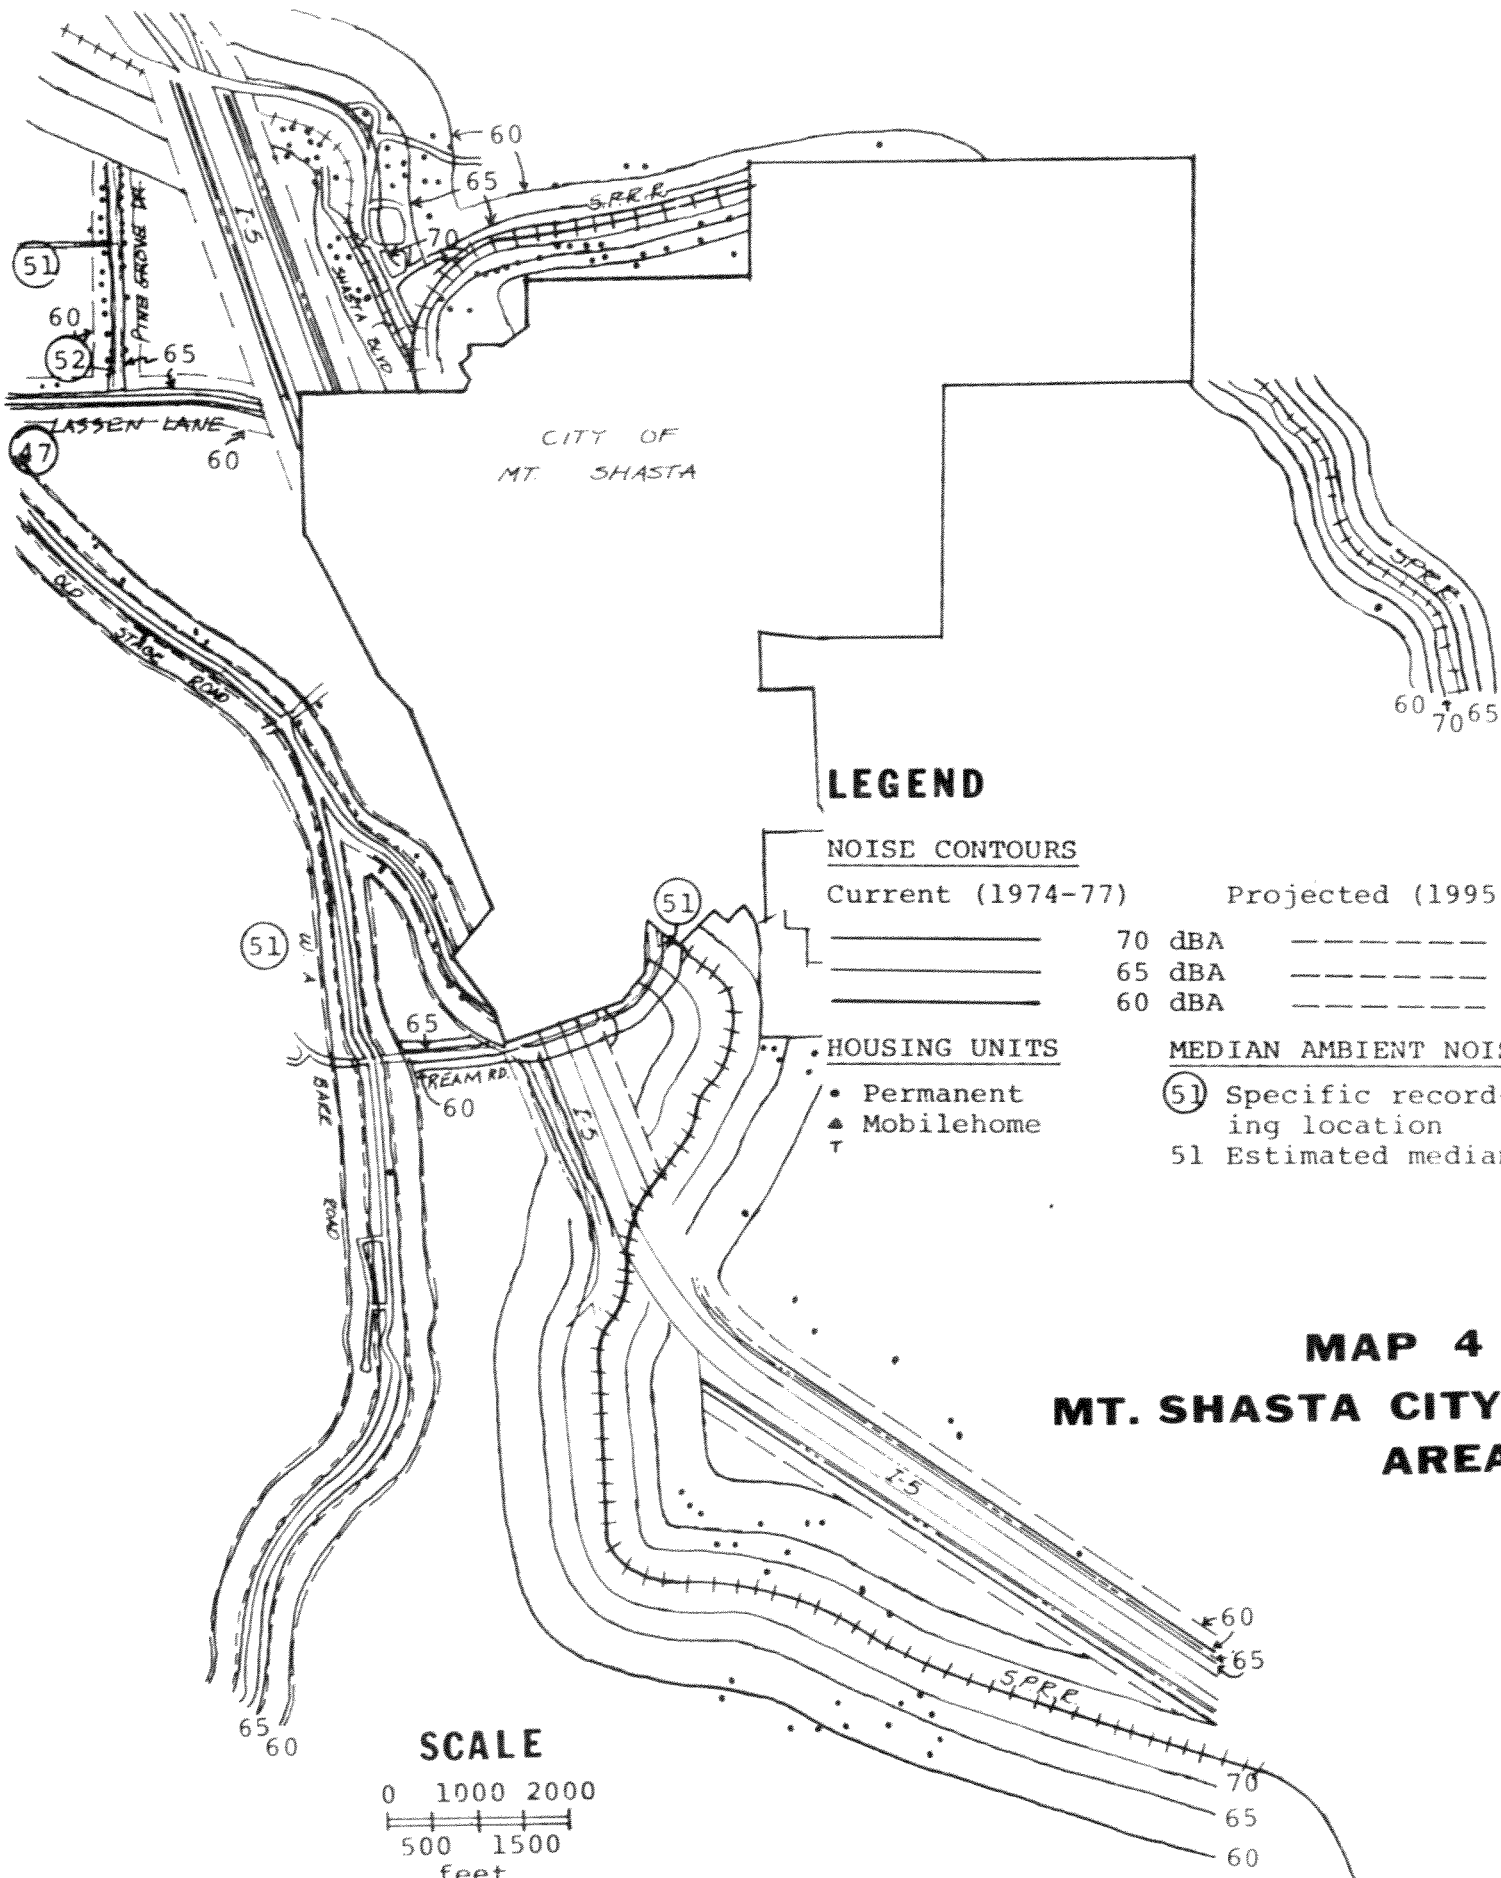 60
65
S.P.R.R.
70
I-5
SHASTA BLVD.
PINE GROVE DR.
51
60
52
65
LASSEN LANE
60
47
CITY OF
MT. SHASTA
OLD STAGE ROAD
S.P.R.R.
60
70
65
LEGEND
NOISE CONTOURS
Current (1974-77) Projected (1995
70 dBA
65 dBA
60 dBA
HOUSING UNITS
• Permanent
▲ Mobilehome
T
MEDIAN AMBIENT NOIS
51 Specific record-
ing location
51 Estimated median
51
51
W. A. BARR ROAD
65
REAM RD.
60
I-5
MAP 4
MT. SHASTA CITY
AREA
I-5
60
65
S.P.R.R.
70
65
60
65
60
SCALE
0 1000 2000
500 1500
feet